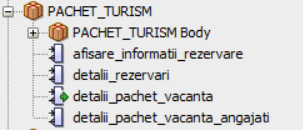 PACHET_TURISM
PACHET_TURISM Body
afisare_informatii_rezervare
detalii_rezervari
detalii_pachet_vacanta
detalii_pachet_vacanta_angajati